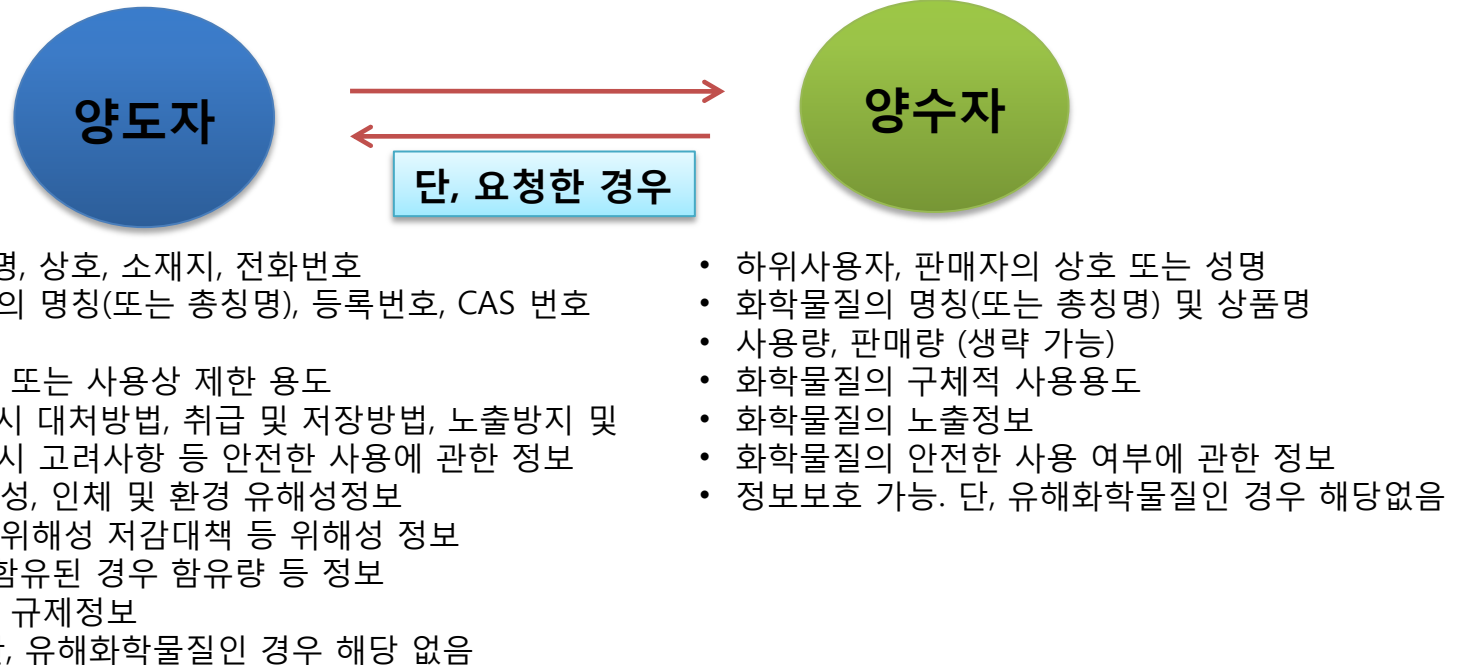 양도자
양수자
단, 요청한 경우
명, 상호, 소재지, 전화번호
의 명칭(또는 총칭명), 등록번호, CAS 번호
또는 사용상 제한 용도
시 대처방법, 취급 및 저장방법, 노출방지 및
시 고려사항 등 안전한 사용에 관한 정보
성, 인체 및 환경 유해성정보
위해성 저감대책 등 위해성 정보
함유된 경우 함유량 등 정보
규제정보
, 유해화학물질인 경우 해당 없음
• 하위사용자, 판매자의 상호 또는 성명
• 화학물질의 명칭(또는 총칭명) 및 상품명
• 사용량, 판매량 (생략 가능)
• 화학물질의 구체적 사용용도
• 화학물질의 노출정보
• 화학물질의 안전한 사용 여부에 관한 정보
• 정보보호 가능. 단, 유해화학물질인 경우 해당없음